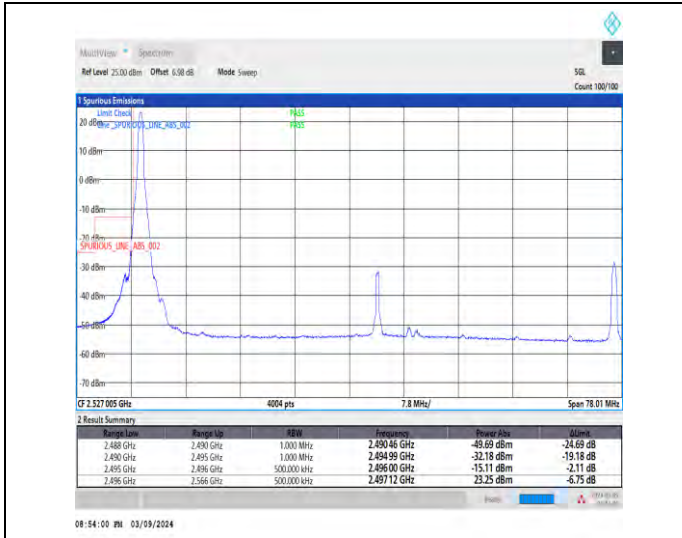 MultiView Spectrum
Ref Level 25.00 dBm Offset 6.98 dB Mode Sweep SGL
Count 100/100
1 Spurious Emissions
Limit Check PASS
20 dBm Line _SPURIOUS_LINE_ABS_002 PASS
10 dBm
0 dBm
-10 dBm
-20 dBm
SPURIOUS_LINE_ABS_002
-30 dBm
-40 dBm
-50 dBm
-60 dBm
-70 dBm
CF 2.527 005 GHz 4004 pts 7.8 MHz/ Span 78.01 MHz
2 Result Summary
Range Low Range Up RBW Frequency Power Abs ΔLimit
2.488 GHz 2.490 GHz 1.000 MHz 2.490 46 GHz -49.69 dBm -24.69 dB
2.490 GHz 2.495 GHz 1.000 MHz 2.494 99 GHz -32.18 dBm -19.18 dB
2.495 GHz 2.496 GHz 500.000 kHz 2.496 00 GHz -15.11 dBm -2.11 dB
2.496 GHz 2.566 GHz 500.000 kHz 2.497 12 GHz 23.25 dBm -6.75 dB
08:54:00 PM 03/09/2024